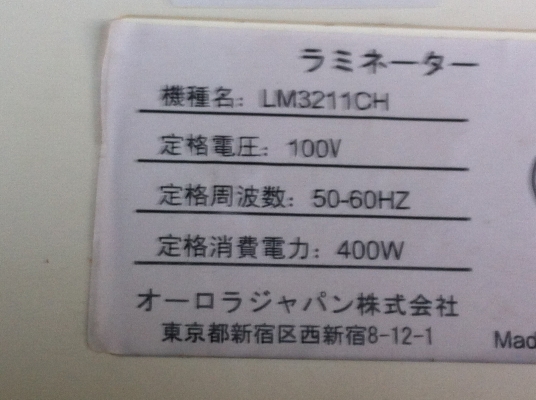 ラミネーター
機種名: LM3211CH
定格電圧: 100V
定格周波数: 50-60HZ
定格消費電力: 400W
オーロラジャパン株式会社
東京都新宿区西新宿8-12-1
Mad